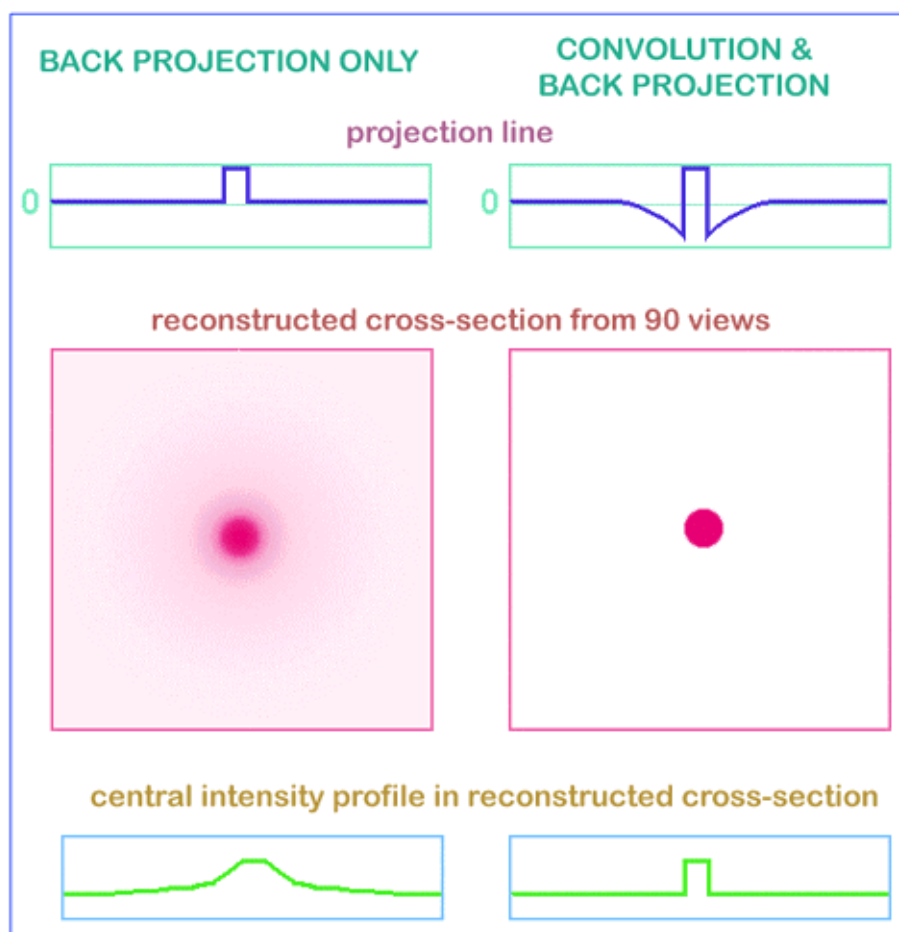 BACK PROJECTION ONLY
CONVOLUTION &
BACK PROJECTION
projection line
0
0
reconstructed cross-section from 90 views
central intensity profile in reconstructed cross-section